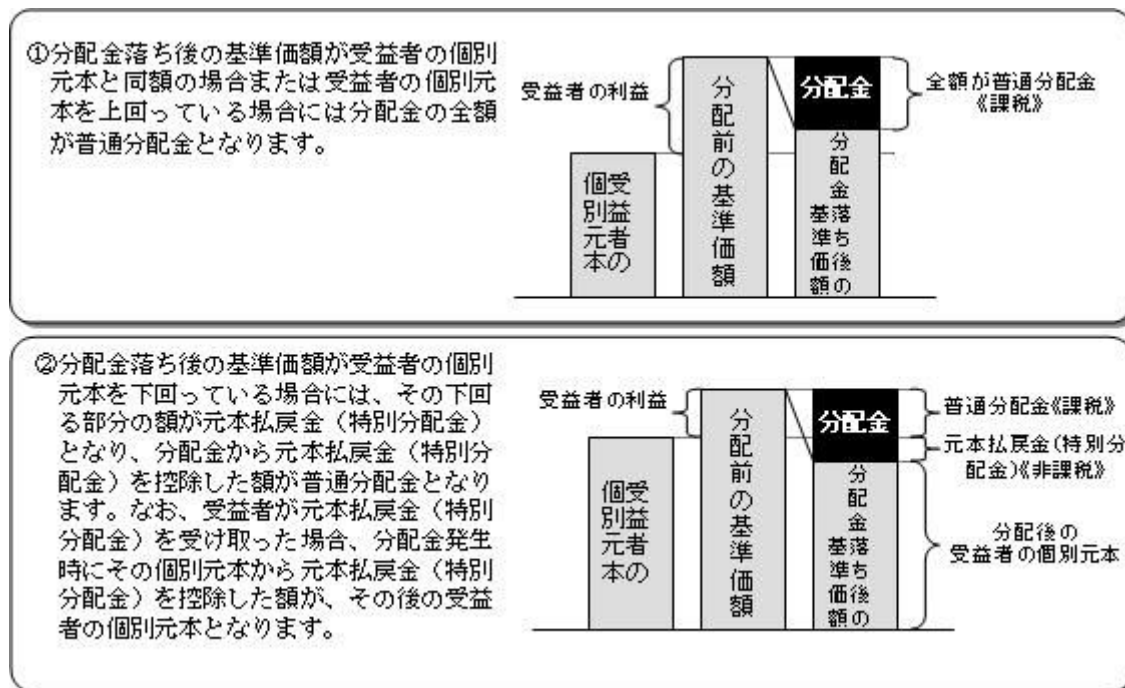 ①分配金落ち後の基準価額が受益者の個別
元本と同額の場合または受益者の個別元
本を上回っている場合には分配金の全額
が普通分配金となります。
受益者の利益
受益者の
個別元本
分配前の基準価額
分配金
分配金落ち後の
基準価額
全額が普通分配金
《課税》
②分配金落ち後の基準価額が受益者の個別
元本を下回っている場合には、その下回
る部分の額が元本払戻金（特別分配金）
となり、分配金から元本払戻金（特別分
配金）を控除した額が普通分配金となり
ます。なお、受益者が元本払戻金（特別
分配金）を受け取った場合、分配金発生
時にその個別元本から元本払戻金（特別
分配金）を控除した額が、その後の受益
者の個別元本となります。
受益者の利益
受益者の
個別元本
分配前の基準価額
分配金
分配金落ち後の
基準価額
普通分配金《課税》
元本払戻金(特別分
配金)《非課税》
分配後の
受益者の個別元本